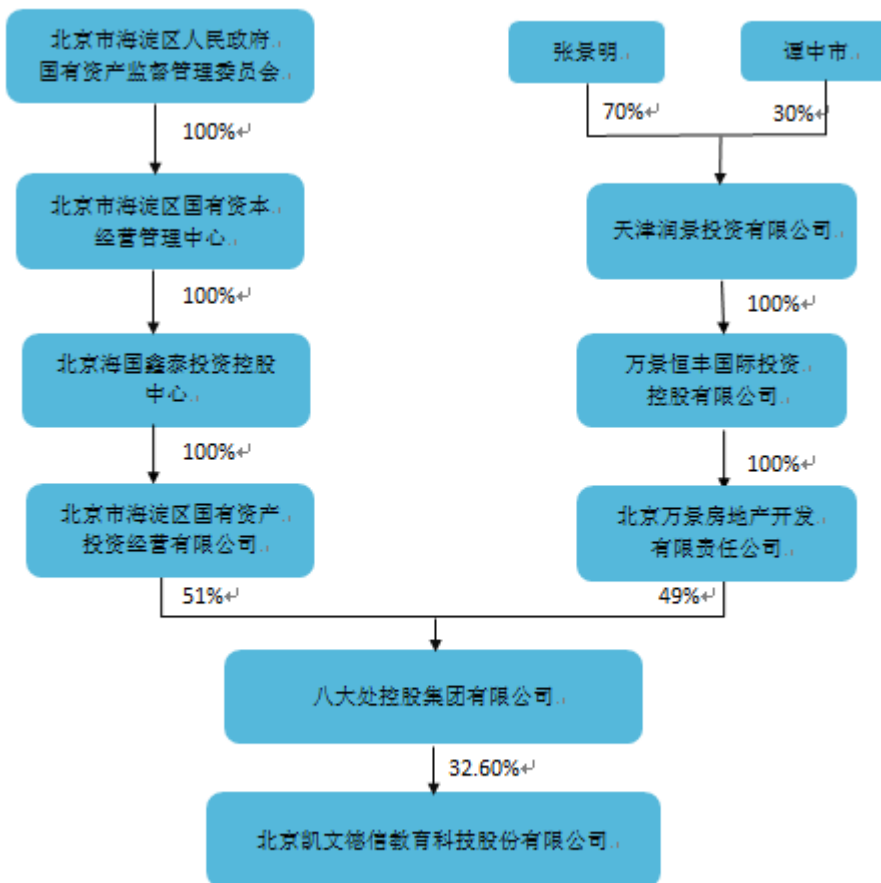 北京市海淀区人民政府
国有资产监督管理委员会
张景明
谭中市
100%
70%
30%
北京市海淀区国有资本
经营管理中心
天津润景投资有限公司
100%
100%
北京海国鑫泰投资控股
中心
万景恒丰国际投资
控股有限公司
100%
100%
北京市海淀区国有资产
投资经营有限公司
北京万景房地产开发
有限责任公司
51%
49%
八大处控股集团有限公司
32.60%
北京凯文德信教育科技股份有限公司